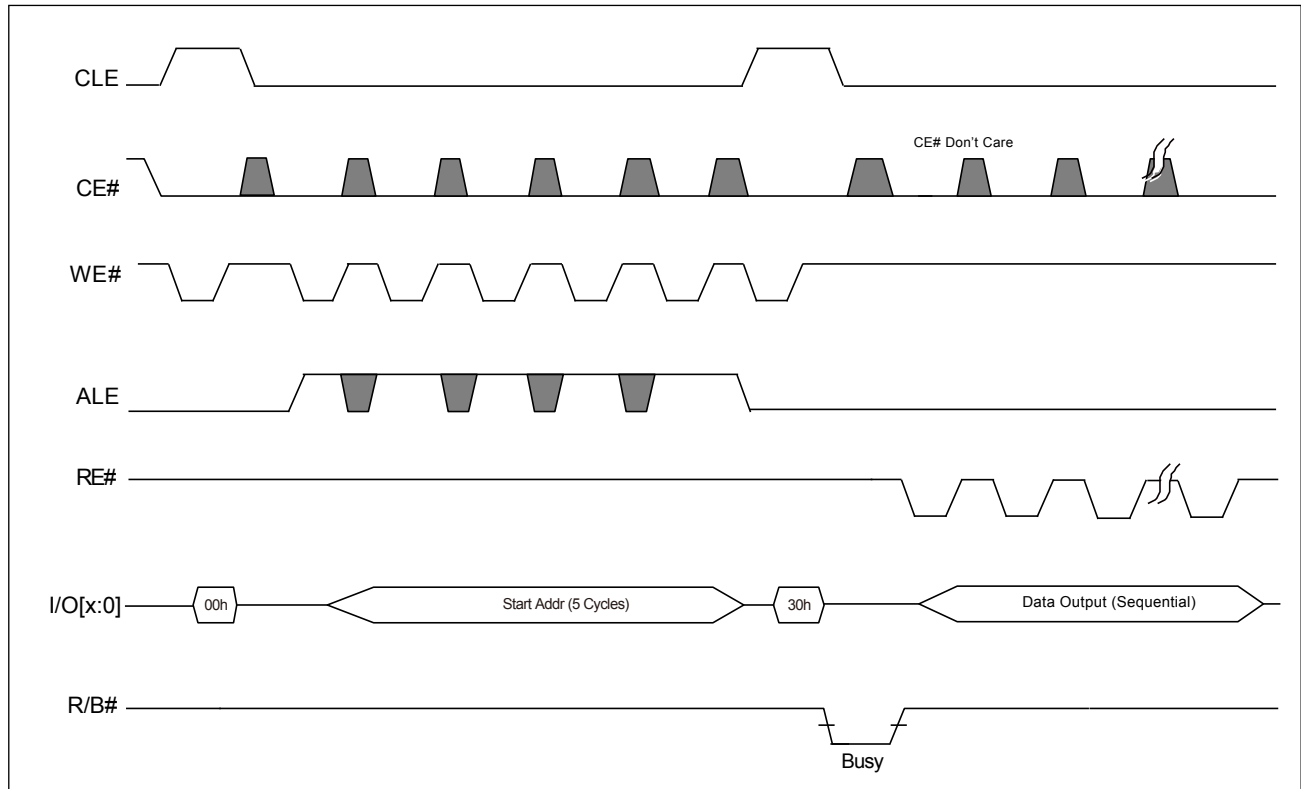 CLE
CE# Don't Care
CE#
WE#
ALE
RE#
I/O[x:0] 00h Start Addr (5 Cycles) 30h Data Output (Sequential)
R/B#
Busy